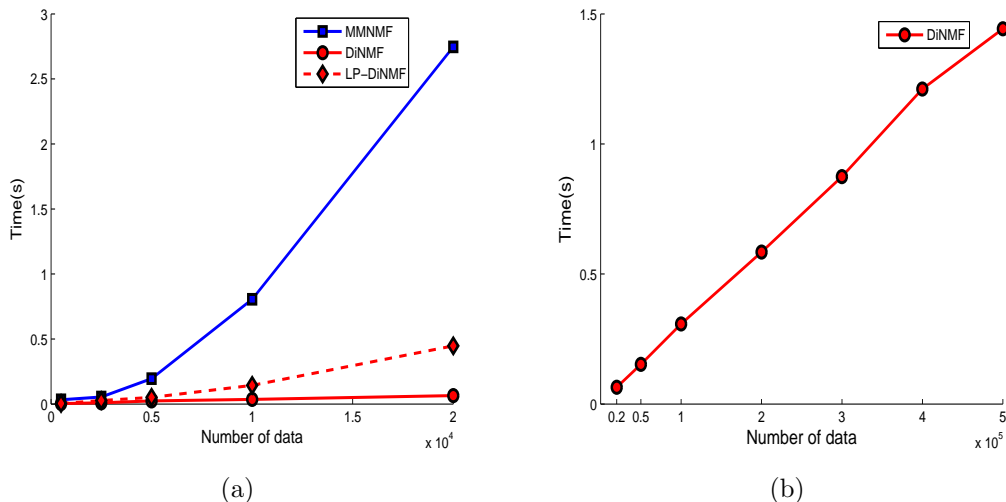 3
2.5
2
1.5
1
0.5
0
Time(s)
MMNMF
DiNMF
LP–DiNMF
0 0.5 1 1.5 2
Number of data
x 10^4
(a)
1.5
1
0.5
0
Time(s)
DiNMF
0.2 0.5 1 2 3 4 5
Number of data
x 10^5
(b)